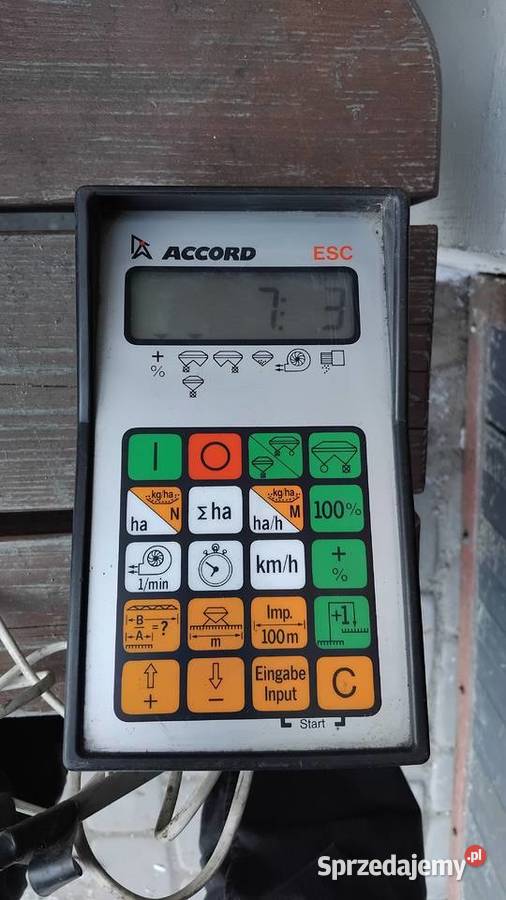 ACCORD ESC
7: 3
+
%
I O
kg/ha kg/ha
ha N Σ ha ha/h M 100%
1/min km/h + %
B
A =? m Imp. 100 m +1
+ − Eingabe Input C
Start
Sprzedajemy.pl